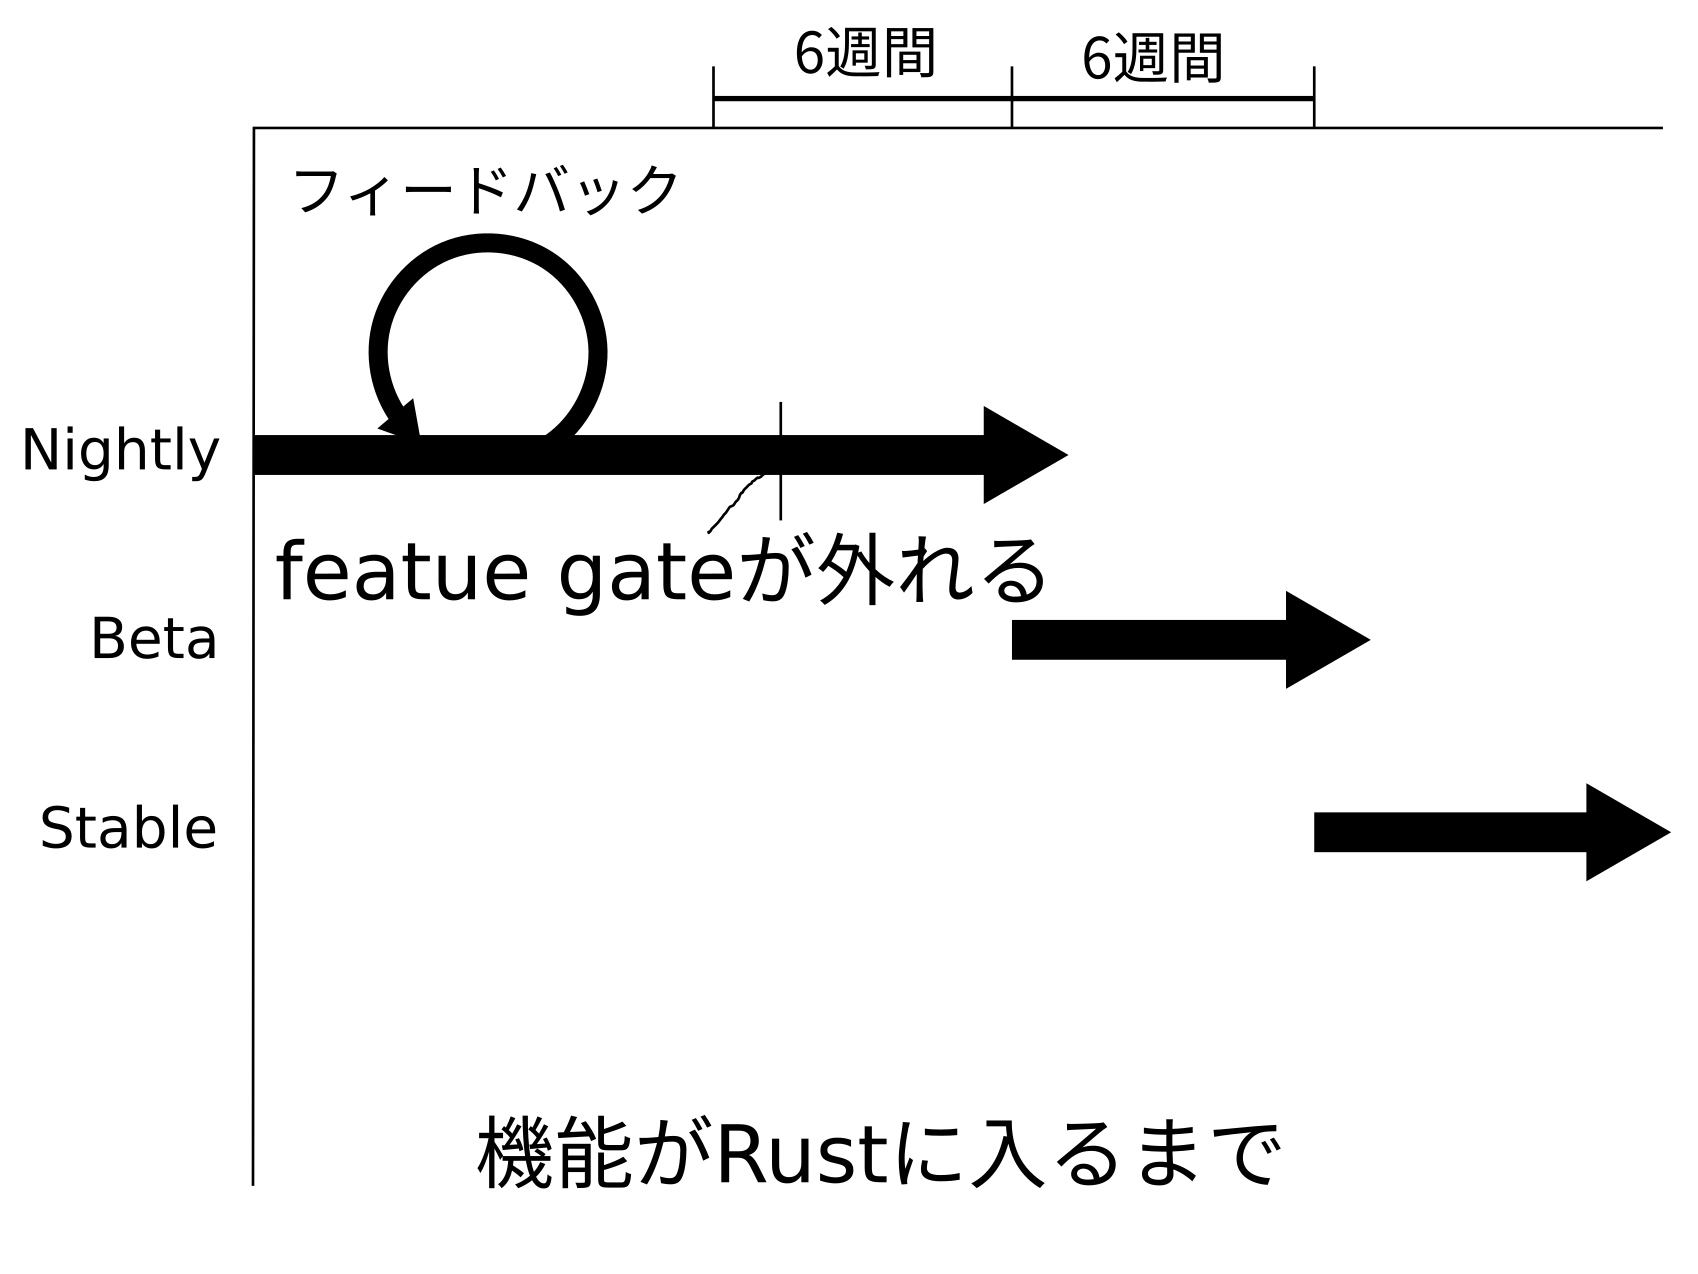 6週間
6週間
フィードバック
Nightly
featue gateが外れる
Beta
Stable
機能がRustに入るまで